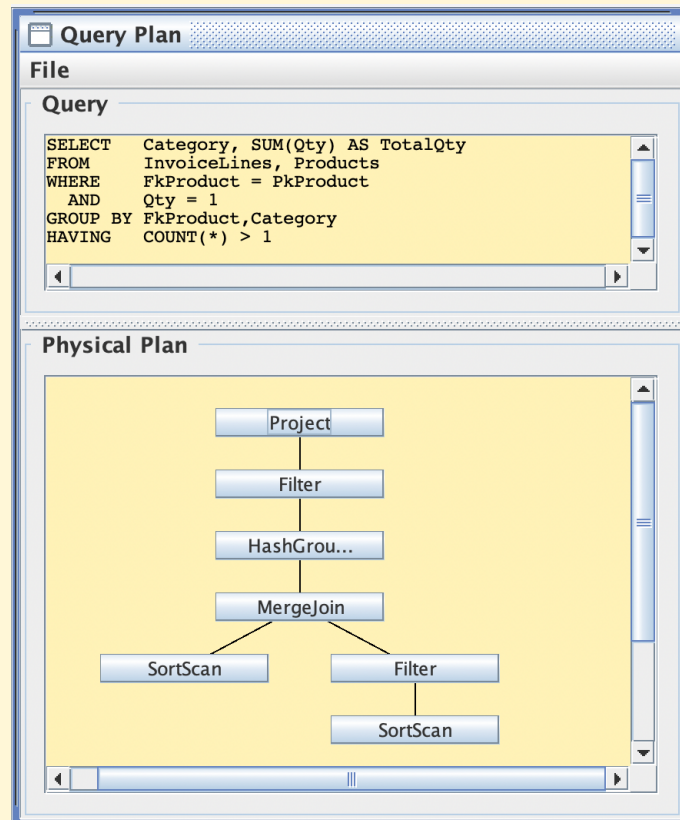 Query Plan
File
Query
SELECT   Category, SUM(Qty) AS TotalQty
FROM     InvoiceLines, Products
WHERE    FkProduct = PkProduct
  AND    Qty = 1
GROUP BY FkProduct,Category
HAVING   COUNT(*) > 1
Physical Plan
Project
Filter
HashGrou...
MergeJoin
SortScan Filter
SortScan